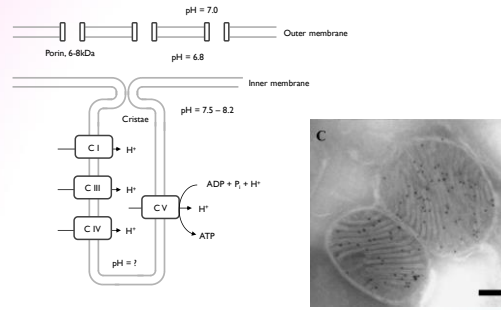 pH = 7.0
Outer membrane
Porin, 6-8kDa
pH = 6.8
Inner membrane
pH = 7.5 – 8.2
Cristae
C I
H⁺
C III
H⁺
ADP + Pᵢ + H⁺
C V
H⁺
C IV
H⁺
ATP
pH = ?
C